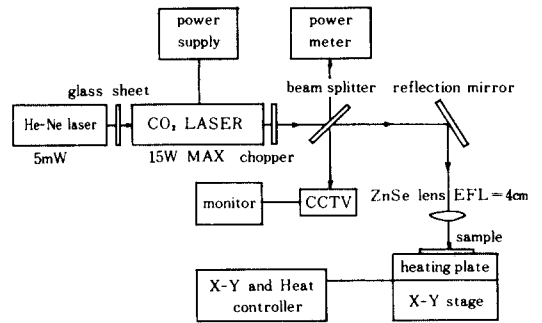 power
supply
power
meter
glass sheet
beam splitter
reflection mirror
He-Ne laser
CO₂ LASER
5mW
15W MAX
chopper
monitor
CCTV
ZnSe lens
EFL=4cm
sample
heating plate
X-Y stage
X-Y and Heat
controller